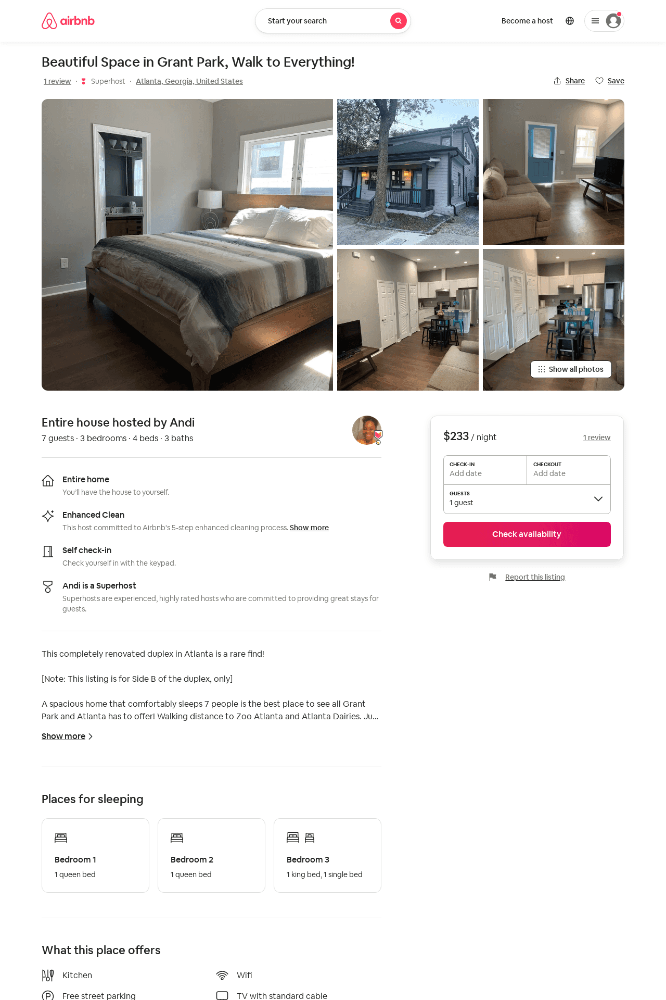 airbnb
Start your search
Become a host
Beautiful Space in Grant Park, Walk to Everything!
1 review · Superhost · Atlanta, Georgia, United States
Share
Save
Show all photos
Entire house hosted by Andi
7 guests · 3 bedrooms · 4 beds · 3 baths
$233 / night
1 review
CHECK-IN
Add date
CHECKOUT
Add date
GUESTS
1 guest
Check availability
Report this listing
Entire home
You'll have the house to yourself.
Enhanced Clean
This host committed to Airbnb's 5-step enhanced cleaning process. Show more
Self check-in
Check yourself in with the keypad.
Andi is a Superhost
Superhosts are experienced, highly rated hosts who are committed to providing great stays for
guests.
This completely renovated duplex in Atlanta is a rare find!
[Note: This listing is for Side B of the duplex, only]
A spacious home that comfortably sleeps 7 people is the best place to see all Grant
Park and Atlanta has to offer! Walking distance to Zoo Atlanta and Atlanta Dairies. Ju...
Show more
Places for sleeping
Bedroom 1
1 queen bed
Bedroom 2
1 queen bed
Bedroom 3
1 king bed, 1 single bed
What this place offers
Kitchen
Wifi
Free street parking
TV with standard cable